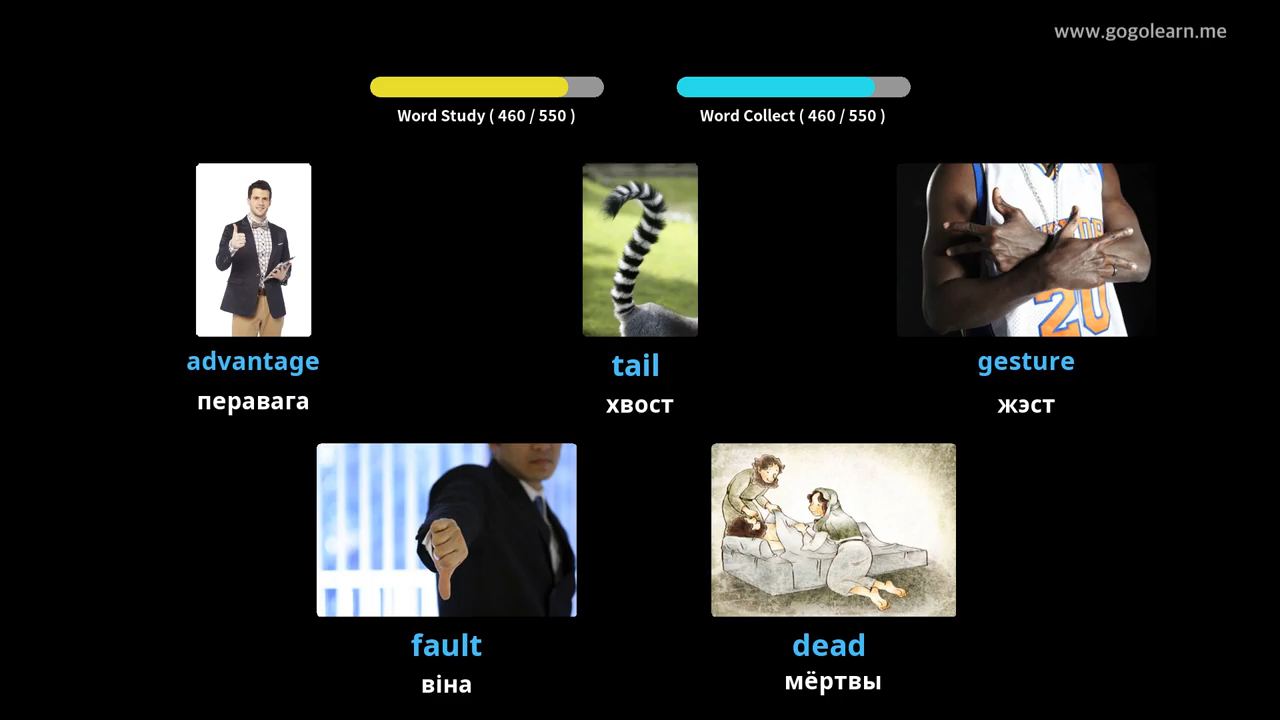 www.gogolearn.me
Word Study ( 460 / 550 )
Word Collect ( 460 / 550 )
advantage
перавага
tail
хвост
gesture
жэст
20
fault
віна
dead
мёртвы